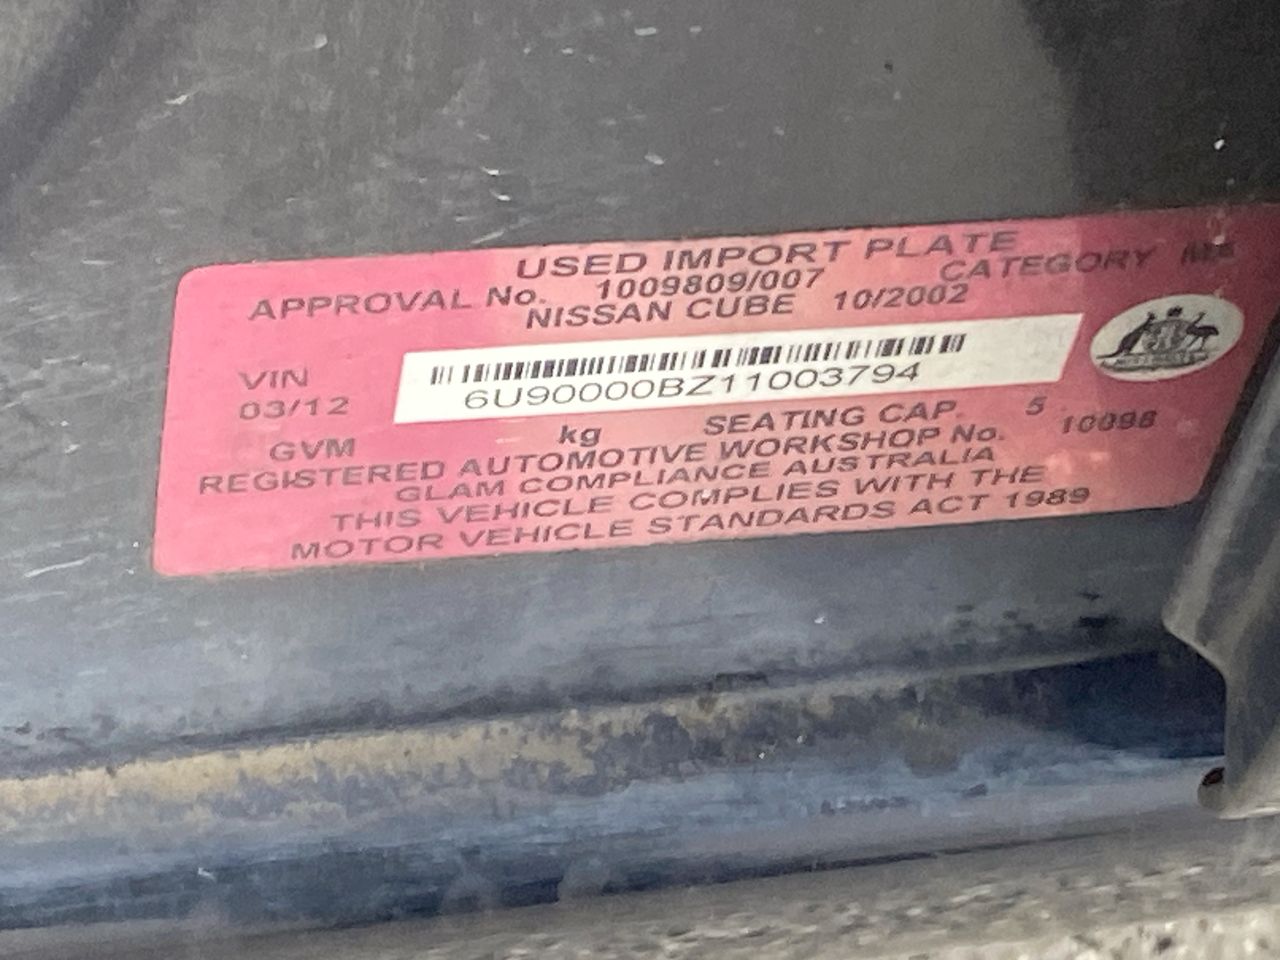 USED IMPORT PLATE
APPROVAL No. 1009809/007 CATEGORY MA
NISSAN CUBE 10/2002
VIN 6U90000BZ11003794
03/12
GVM kg SEATING CAP. 5
REGISTERED AUTOMOTIVE WORKSHOP No. 10098
GLAM COMPLIANCE AUSTRALIA
THIS VEHICLE COMPLIES WITH THE
MOTOR VEHICLE STANDARDS ACT 1989